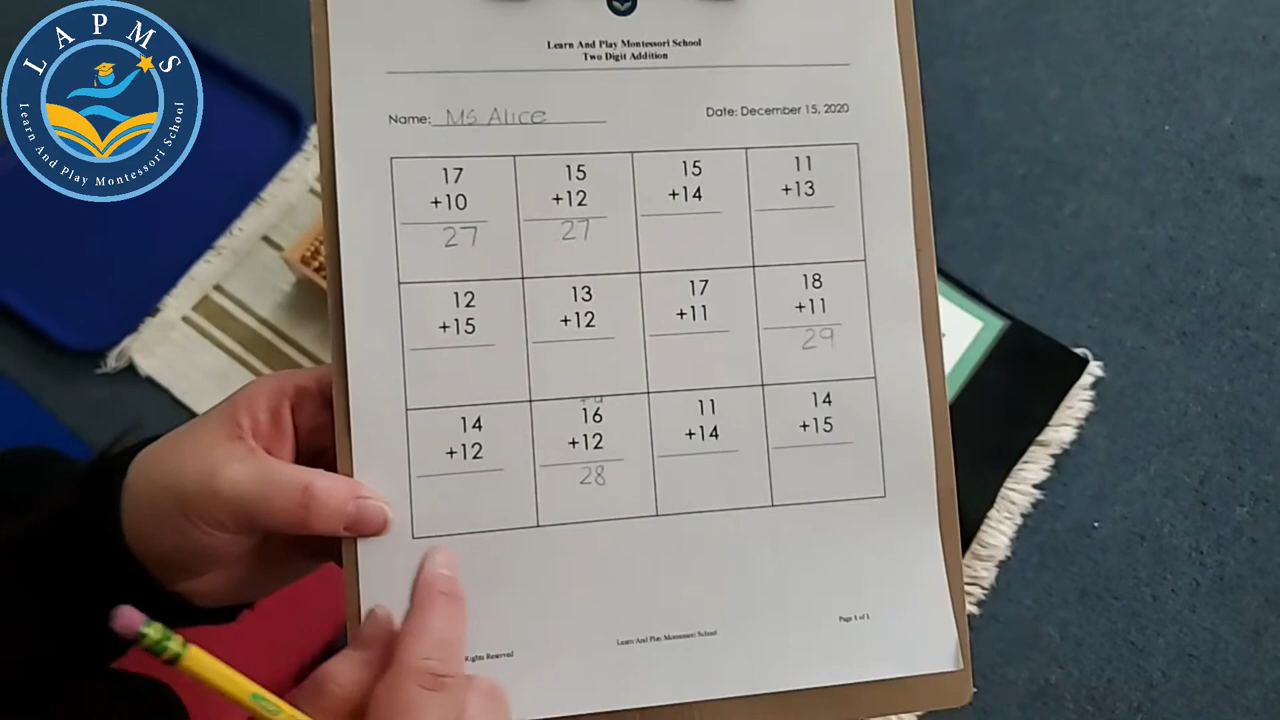 LAPMS
Learn And Play Montessori School
Learn And Play Montessori School
Two Digit Addition
Name: Ms Alice
Date: December 15, 2020
17 15 15 11
+10 +12 +14 +13
27 27
12 13 17 18
+15 +12 +11 +11
29
14 16 11 14
+12 +12 +14 +15
28
Rights Reserved
Learn And Play Montessori School
Page 1 of 1